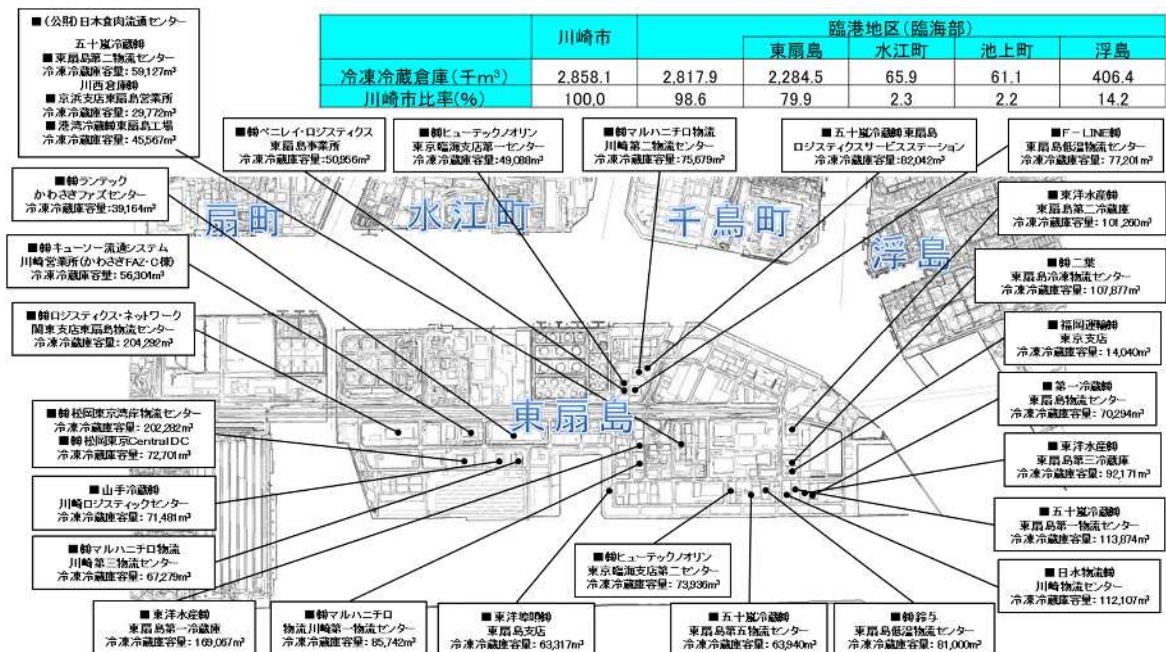 ■(公財)日本食肉流通センター
五十嵐冷蔵㈱
■東扇島第二物流センター
冷凍冷蔵庫容量:59,127m³
川西倉庫㈱
■京浜支店東扇島営業所
冷凍冷蔵庫容量:29,772m³
■港湾冷蔵㈱東扇島工場
冷凍冷蔵庫容量:45,567m³
川崎市 臨港地区(臨海部)
東扇島 水江町 池上町 浮島
冷凍冷蔵倉庫(千m³) 2,858.1 2,817.9 2,284.5 65.9 61.1 406.4
川崎市比率(%) 100.0 98.6 79.9 2.3 2.2 14.2
■㈱ベニレイ・ロジスティクス
東扇島事業所
冷凍冷蔵庫容量:50,956m³
■㈱ヒューテックノオリン
東京臨海支店第一センター
冷凍冷蔵庫容量:49,088m³
■㈱マルハニチロ物流
川崎第二物流センター
冷凍冷蔵庫容量:75,679m³
■五十嵐冷蔵㈱東扇島
ロジスティクスサービスステーション
冷凍冷蔵庫容量:82,042m³
■F-LINE㈱
東扇島低温物流センター
冷凍冷蔵庫容量:77,201m³
■㈱ランテック
かわさきファズセンター
冷凍冷蔵庫容量:39,164m³
扇町
水江町
千鳥町
浮島
■東洋水産㈱
東扇島第二冷蔵庫
冷凍冷蔵庫容量:101,260m³
■㈱キューソー流通システム
川崎営業所(かわさきFAZ・C棟)
冷凍冷蔵庫容量:56,304m³
■㈱二葉
東扇島冷凍物流センター
冷凍冷蔵庫容量:107,877m³
■㈱ロジスティクス・ネットワーク
関東支店東扇島物流センター
冷凍冷蔵庫容量:204,292m³
■福岡運輸㈱
東京支店
冷凍冷蔵庫容量:14,040m³
東扇島
■第一冷蔵㈱
東扇島物流センター
冷凍冷蔵庫容量:70,294m³
■㈱松岡東京湾岸物流センター
冷凍冷蔵庫容量:202,282m³
■㈱松岡東京Central DC
冷凍冷蔵庫容量:72,701m³
■東洋水産㈱
東扇島第三冷蔵庫
冷凍冷蔵庫容量:92,171m³
■山手冷蔵㈱
川崎ロジスティックセンター
冷凍冷蔵庫容量:71,481m³
■五十嵐冷蔵㈱
東扇島第一物流センター
冷凍冷蔵庫容量:113,874m³
■㈱マルハニチロ物流
川崎第三物流センター
冷凍冷蔵庫容量:67,279m³
■㈱ヒューテックノオリン
東京臨海支店第二センター
冷凍冷蔵庫容量:73,936m³
■日水物流㈱
川崎物流センター
冷凍冷蔵庫容量:112,107m³
■東洋水産㈱
東扇島第一冷蔵庫
冷凍冷蔵庫容量:169,067m³
■㈱マルハニチロ
物流川崎第一物流センター
冷凍冷蔵庫容量:85,742m³
東扇島支店
冷凍冷蔵庫容量:63,317m³
■五十嵐冷蔵㈱
東扇島第五物流センター
冷凍冷蔵庫容量:63,940m³
■㈱鈴与
東扇島低温物流センター
冷凍冷蔵庫容量:81,000m³